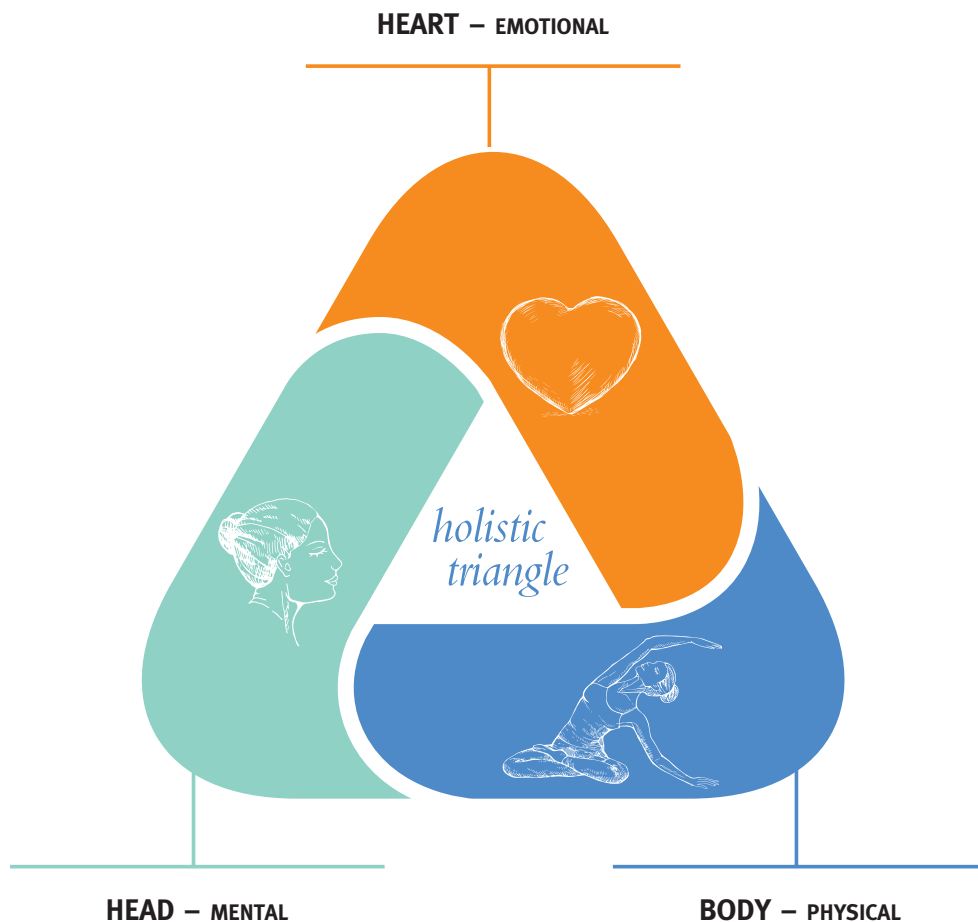 HEART – EMOTIONAL
holistic
triangle
HEAD – MENTAL
BODY – PHYSICAL